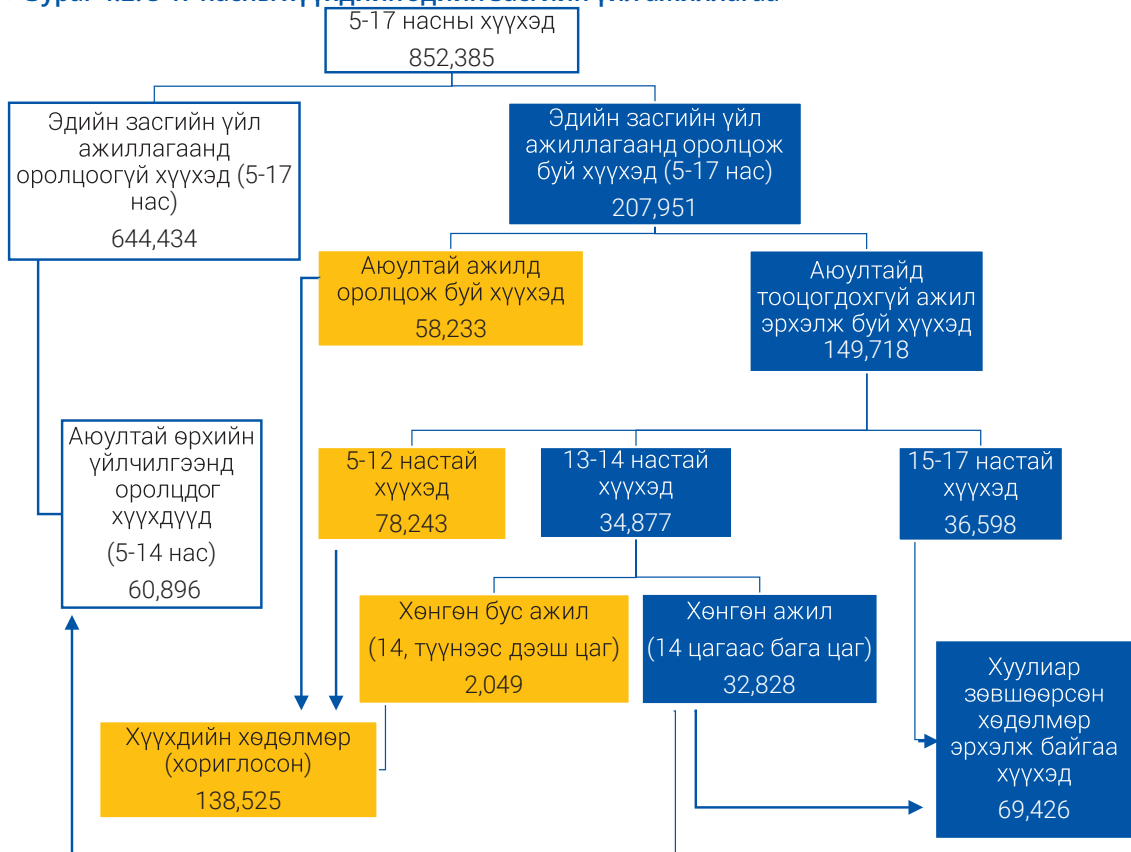 5-17 насны хүүхэд
852,385
Эдийн засгийн үйл
ажиллагаанд
оролцоогүй хүүхэд (5-17
нас)
644,434
Эдийн засгийн үйл
ажиллагаанд оролцож
буй хүүхэд (5-17 нас)
207,951
Аюултай ажилд
оролцож буй хүүхэд
58,233
Аюултайд
тооцогдохгүй ажил
эрхэлж буй хүүхэд
149,718
Аюултай өрхийн
үйлчилгээнд
оролцдог
хүүхдүүд
(5-14 нас)
60,896
5-12 настай
хүүхэд
78,243
13-14 настай
хүүхэд
34,877
15-17 настай
хүүхэд
36,598
Хөнгөн бус ажил
(14, түүнээс дээш цаг)
2,049
Хөнгөн ажил
(14 цагаас бага цаг)
32,828
Хүүхдийн хөдөлмөр
(хориглосон)
138,525
Хуулиар
зөвшөөрсөн
хөдөлмөр
эрхэлж байгаа
хүүхэд
69,426